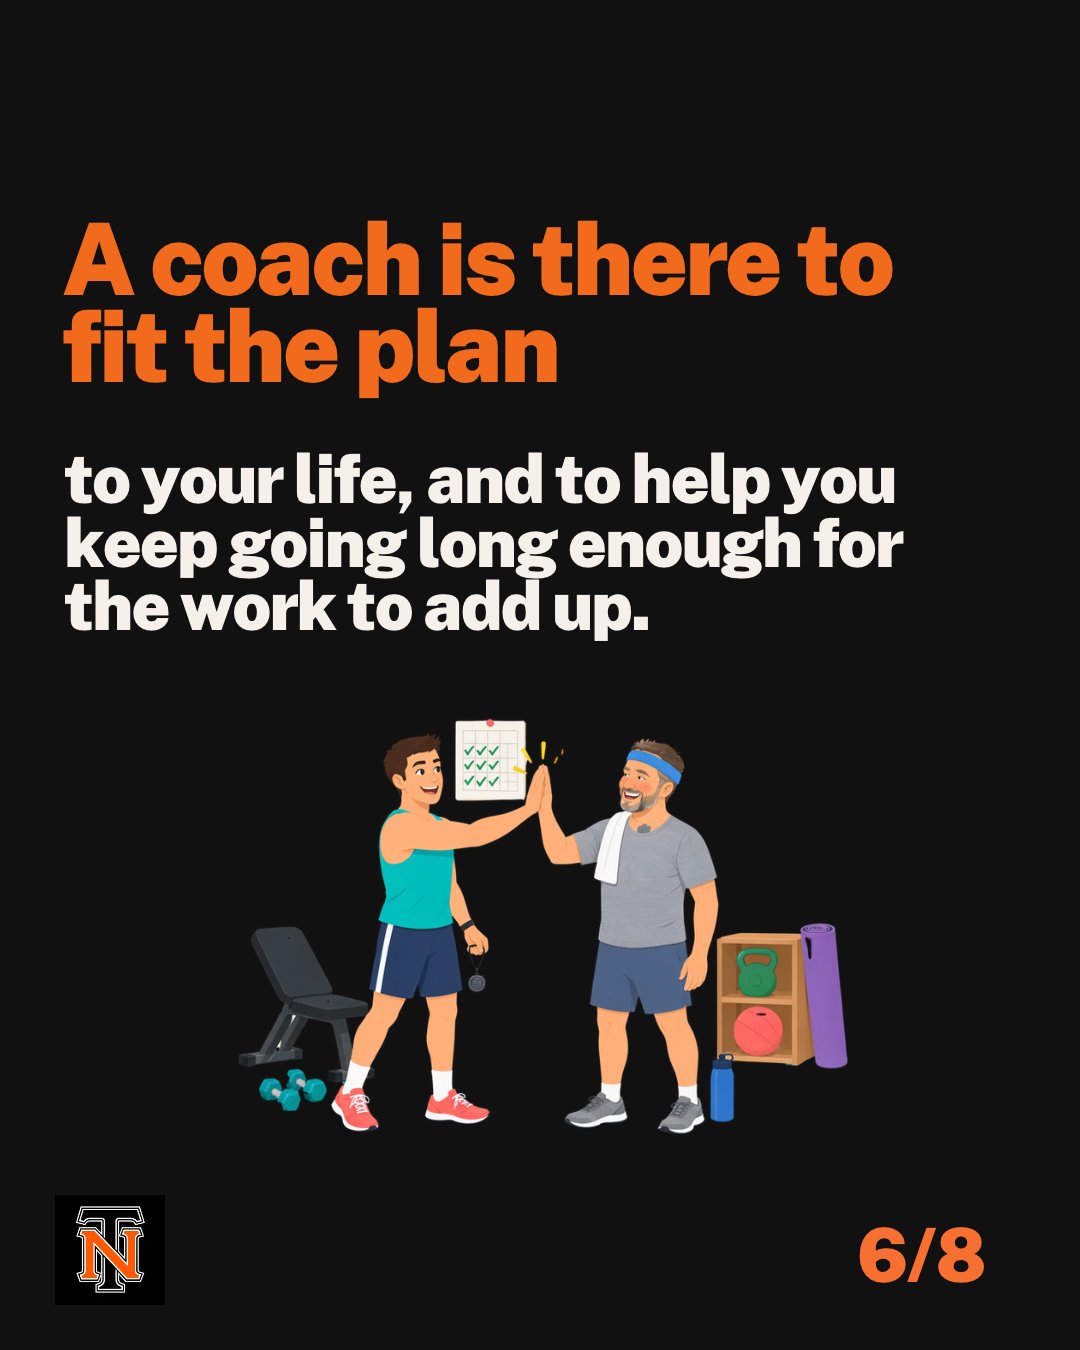 A coach is there to
fit the plan
to your life, and to help you
keep going long enough for
the work to add up.
TN
6/8